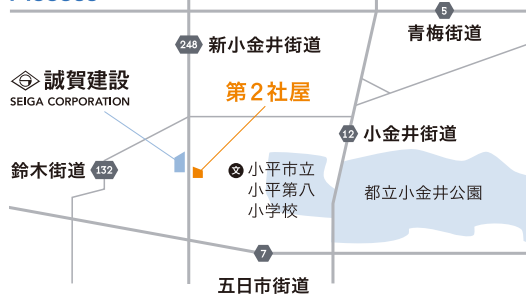 5
青梅街道
248
新小金井街道
誠賀建設
SEIGA CORPORATION
第2社屋
12
小金井街道
鈴木街道
132
文
小平市立
小平第八
小学校
都立小金井公園
7
五日市街道